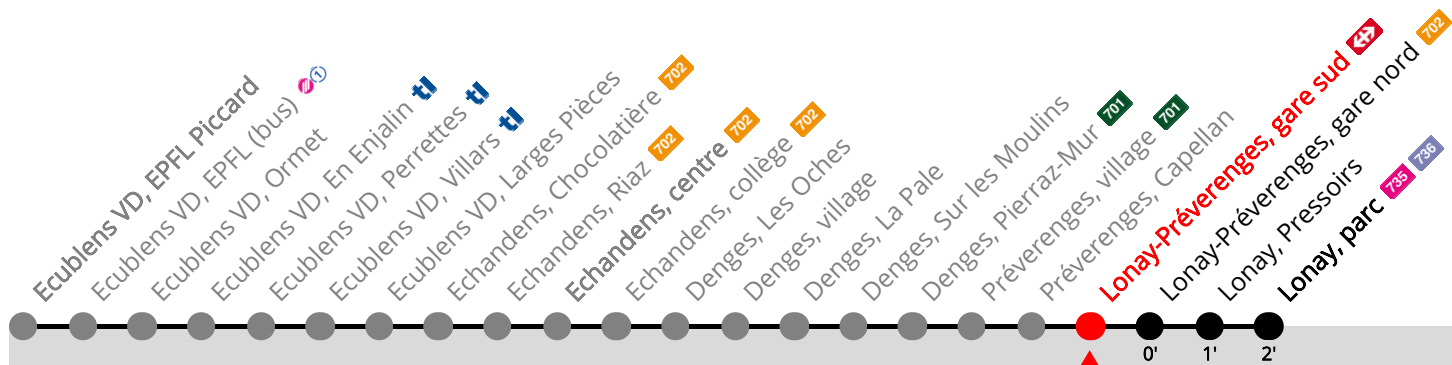 Ecublens VD, EPFL Piccard
Ecublens VD, EPFL (bus) 1
Ecublens VD, Ormet
Ecublens VD, En Enjalin tl
Ecublens VD, Perrettes tl
Ecublens VD, Villars tl
Ecublens VD, Larges Pièces
Echandens, Chocolatière 702
Echandens, Riaz 702
Echandens, centre 702
Echandens, collège 702
Denges, Les Oches
Denges, village
Denges, La Pale
Denges, Sur les Moulins
Denges, Pierraz-Mur 701
Préverenges, village 701
Préverenges, Capellan
Lonay-Préverenges, gare sud
Lonay-Préverenges, gare nord 702
Lonay, Pressoirs
Lonay, parc 735 736
0' 1' 2'